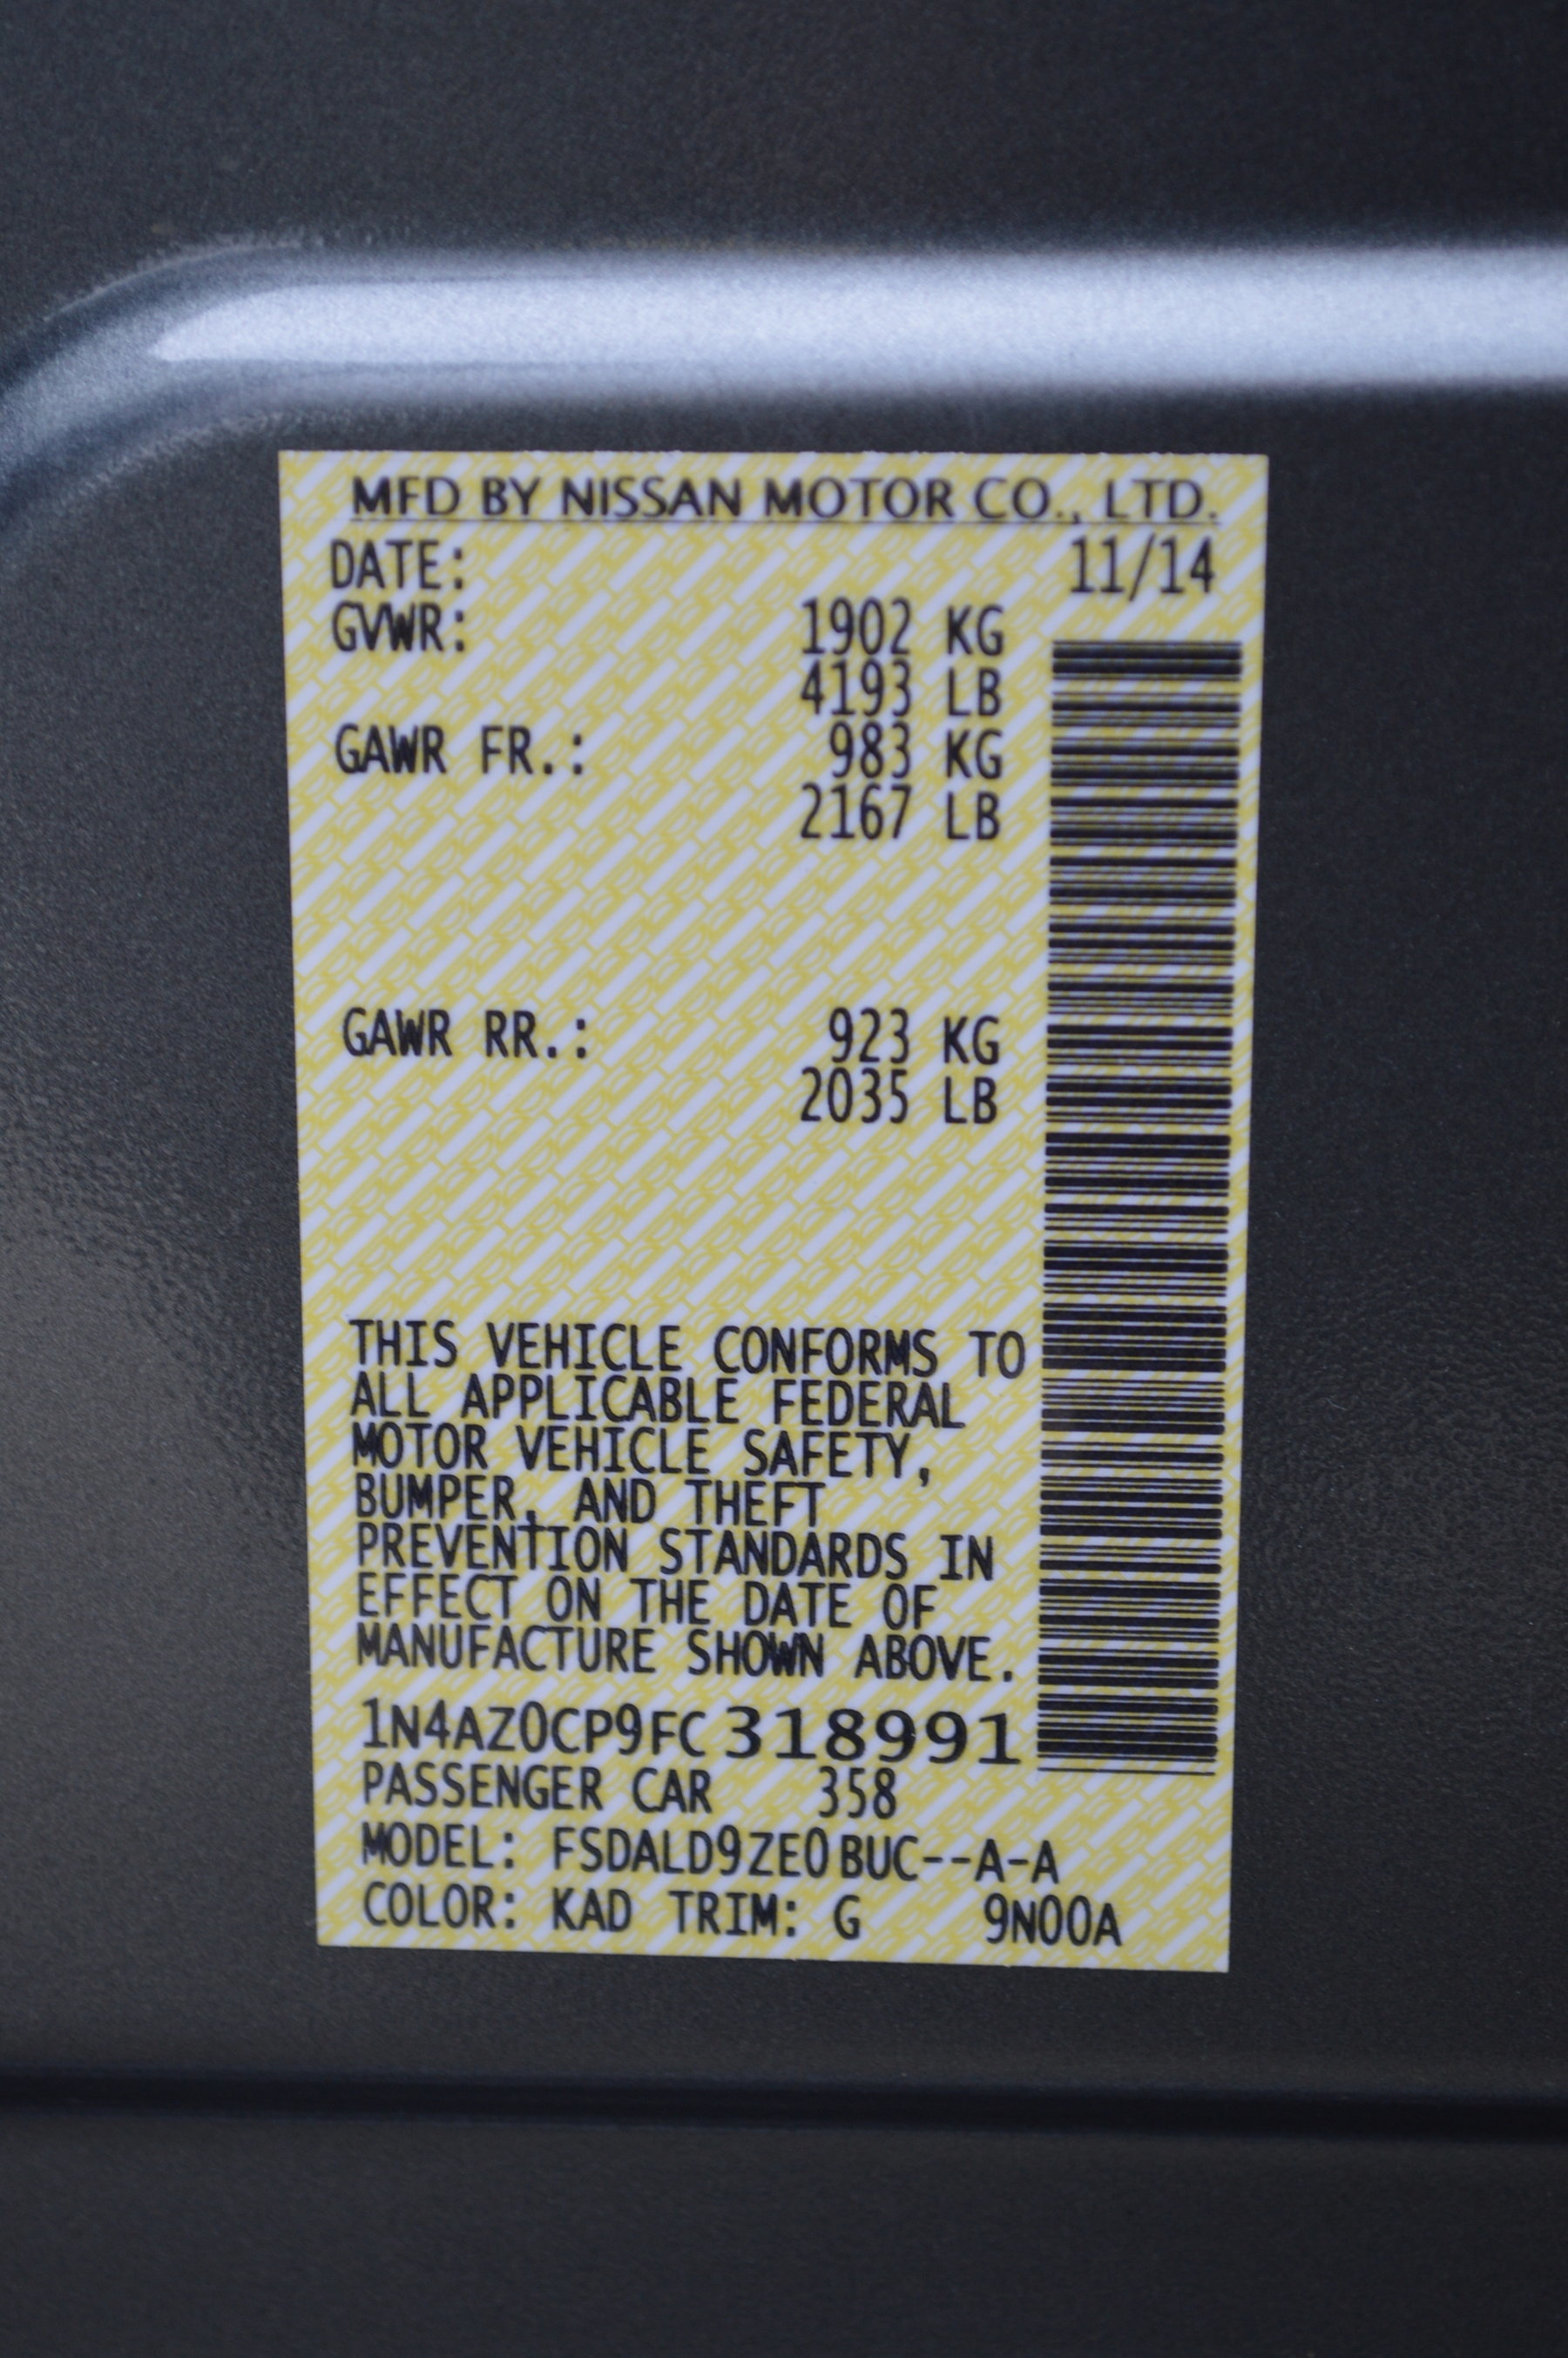 MFD BY NISSAN MOTOR CO., LTD.
DATE: 11/14
GVWR: 1902 KG
4193 LB
GAWR FR.: 983 KG
2167 LB
GAWR RR.: 923 KG
2035 LB
THIS VEHICLE CONFORMS TO
ALL APPLICABLE FEDERAL
MOTOR VEHICLE SAFETY,
BUMPER, AND THEFT
PREVENTION STANDARDS IN
EFFECT ON THE DATE OF
MANUFACTURE SHOWN ABOVE.
1N4AZ0CP9FC318991
PASSENGER CAR 358
MODEL: FSDALD9ZE0BUC--A-A
COLOR: KAD TRIM: G 9N00A